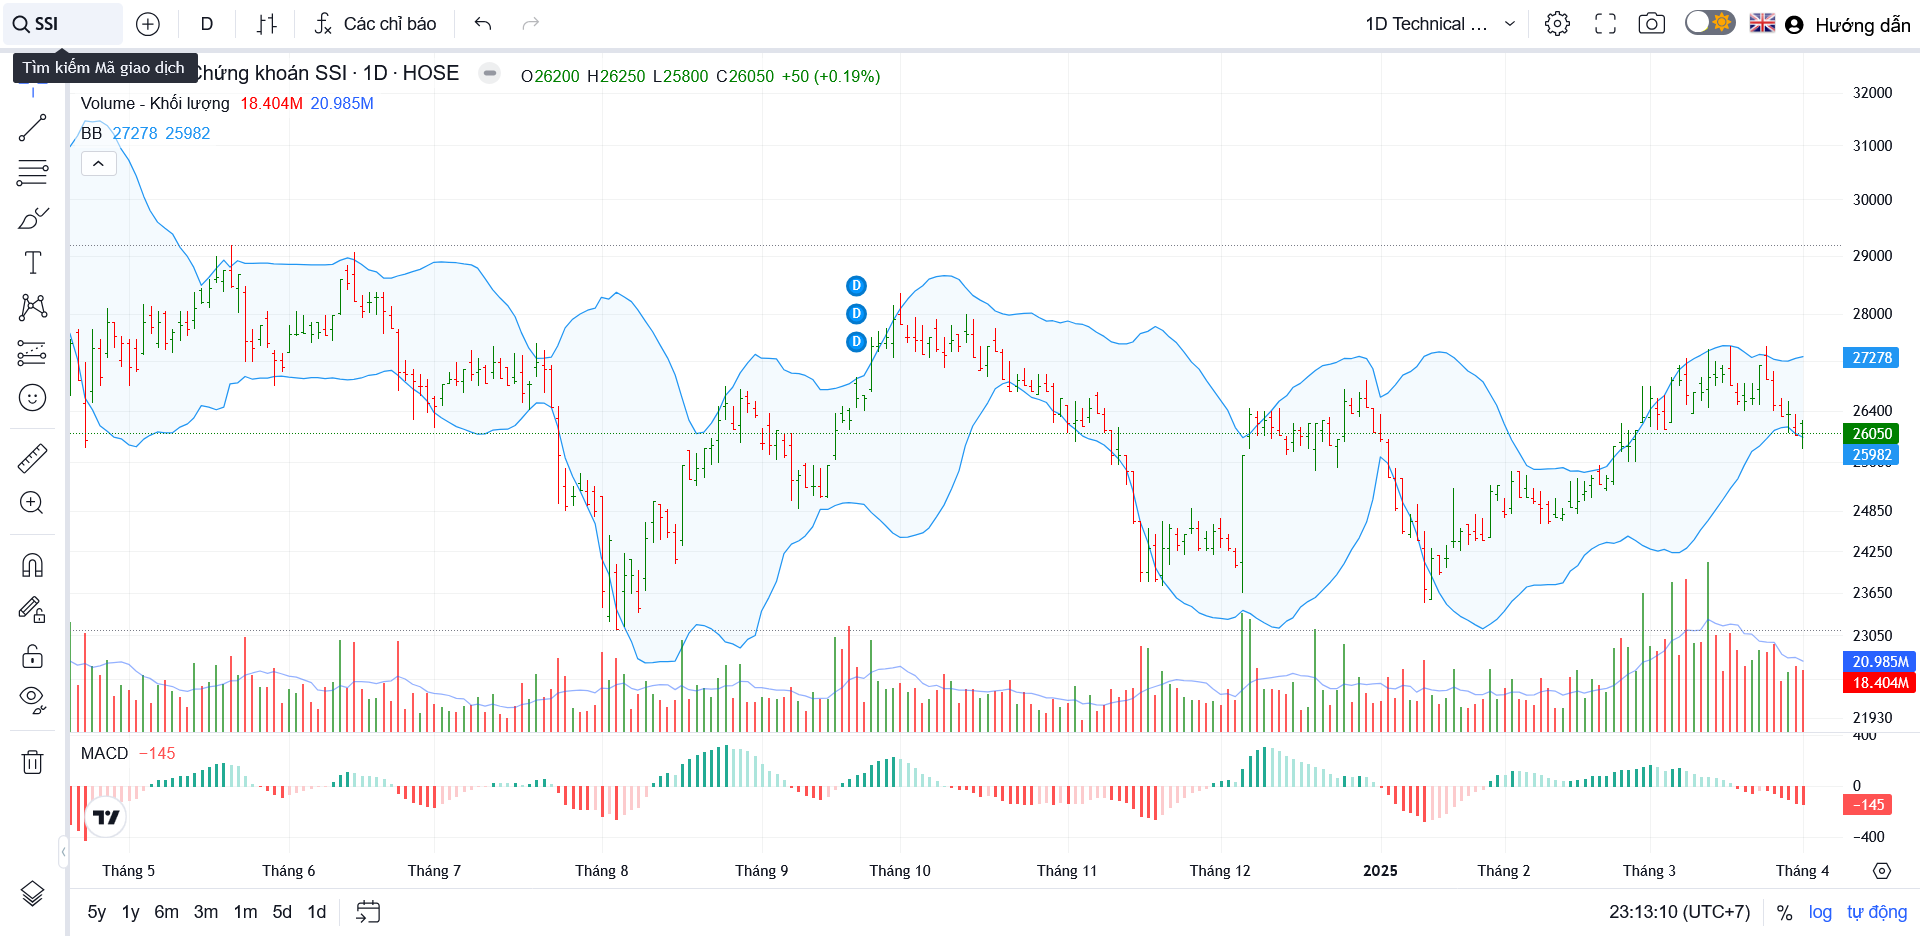 SSI
D
Các chỉ báo
1D Technical ...
Hướng dẫn
Tìm kiếm Mã giao dịch
Chứng khoán SSI · 1D · HOSE
O26200 H26250 L25800 C26050 +50 (+0.19%)
Volume - Khối lượng 18.404M 20.985M
BB 27278 25982
D
D
D
32000
31000
30000
29000
28000
27278
26400
26050
25982
24850
24250
23650
23050
20.985M
18.404M
21930
MACD −145
400
0
−145
−400
Tháng 5 Tháng 6 Tháng 7 Tháng 8 Tháng 9 Tháng 10 Tháng 11 Tháng 12 2025 Tháng 2 Tháng 3 Tháng 4
5y 1y 6m 3m 1m 5d 1d
23:13:10 (UTC+7) % log tự động